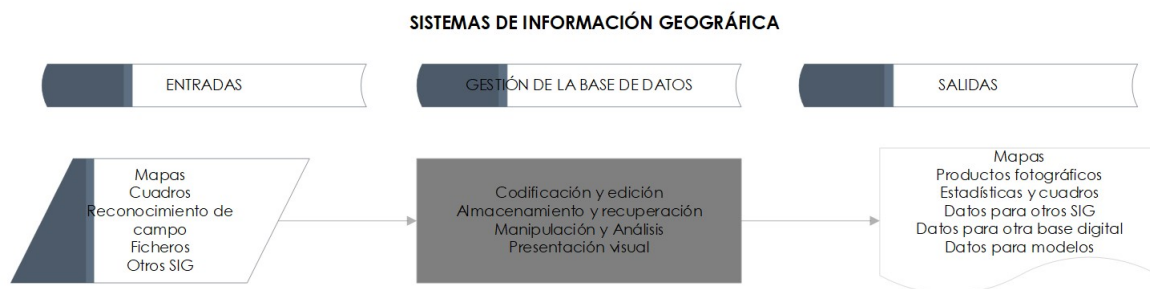 SISTEMAS DE INFORMACIÓN GEOGRÁFICA
ENTRADAS
GESTIÓN DE LA BASE DE DATOS
SALIDAS
Mapas
Cuadros
Reconocimiento de
campo
Ficheros
Otros SIG
Codificación y edición
Almacenamiento y recuperación
Manipulación y Análisis
Presentación visual
Mapas
Productos fotográficos
Estadísticas y cuadros
Datos para otros SIG
Datos para otra base digital
Datos para modelos